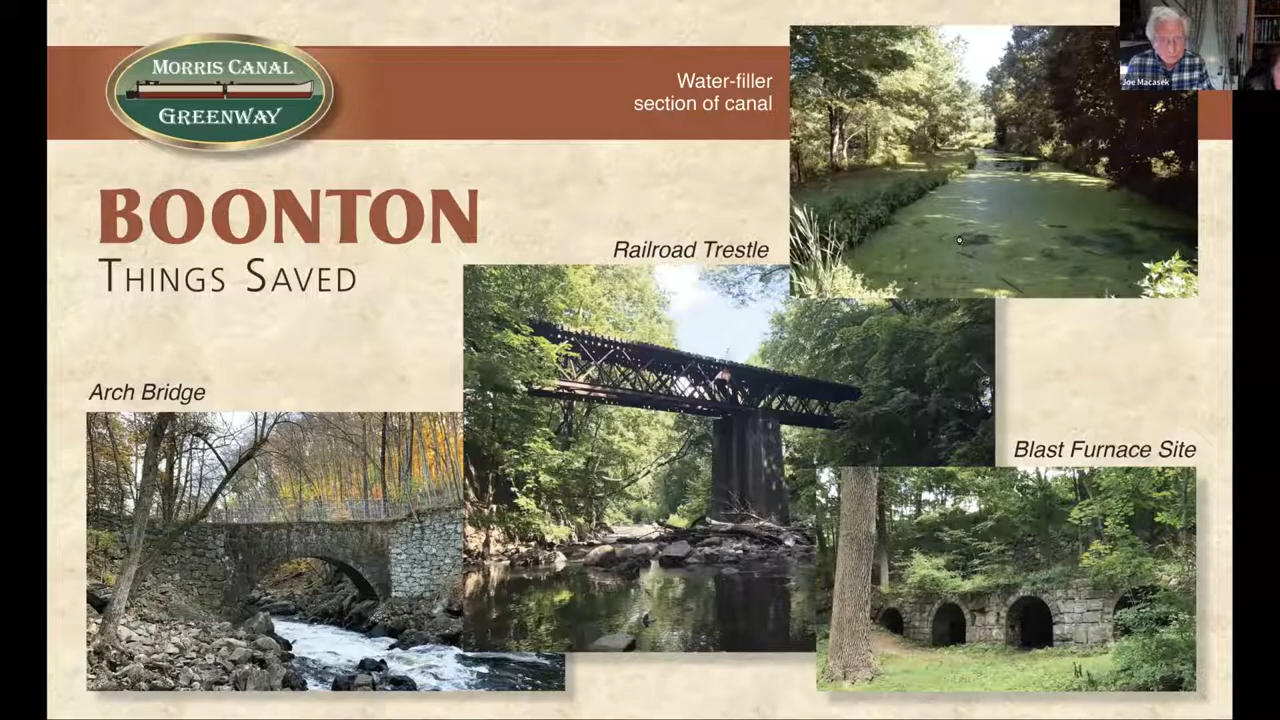 MORRIS CANAL
GREENWAY
Water-filler
section of canal
Joe Macasek
BOONTON
THINGS SAVED
Railroad Trestle
Arch Bridge
Blast Furnace Site